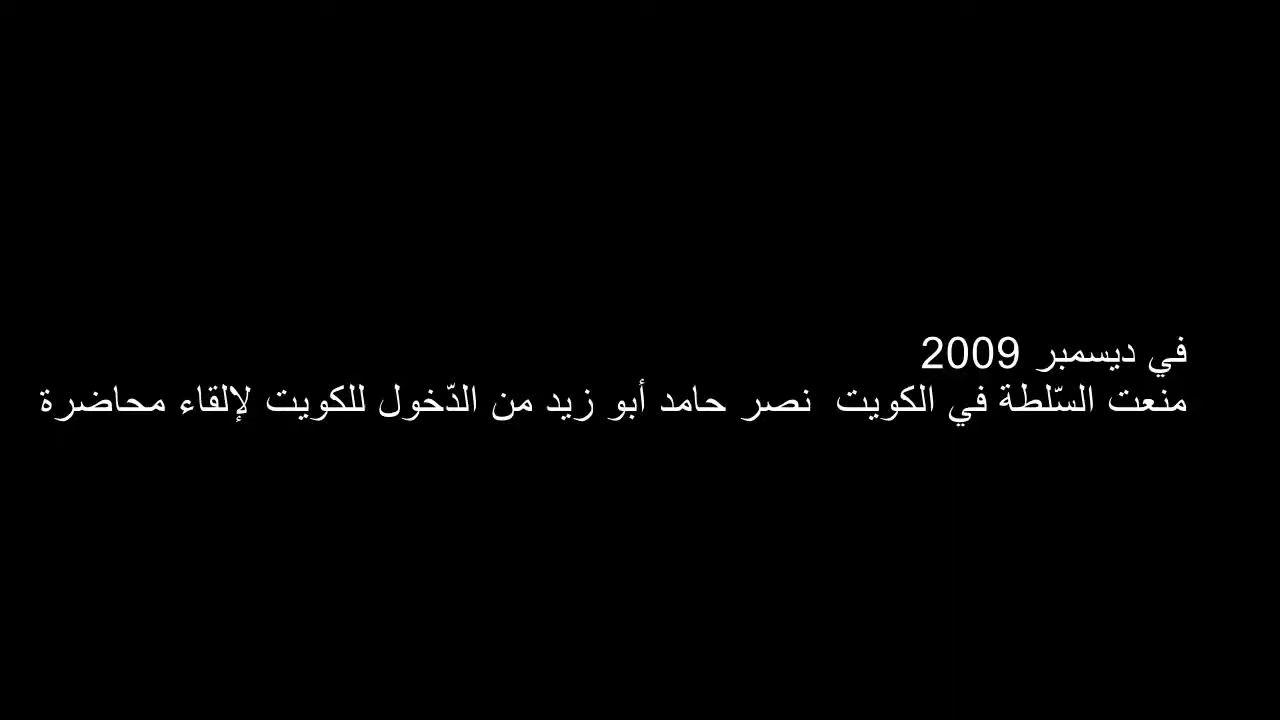 في ديسمبر 2009
منعت السّلطة في الكويت  نصر حامد أبو زيد من الدّخول للكويت لإلقاء محاضرة